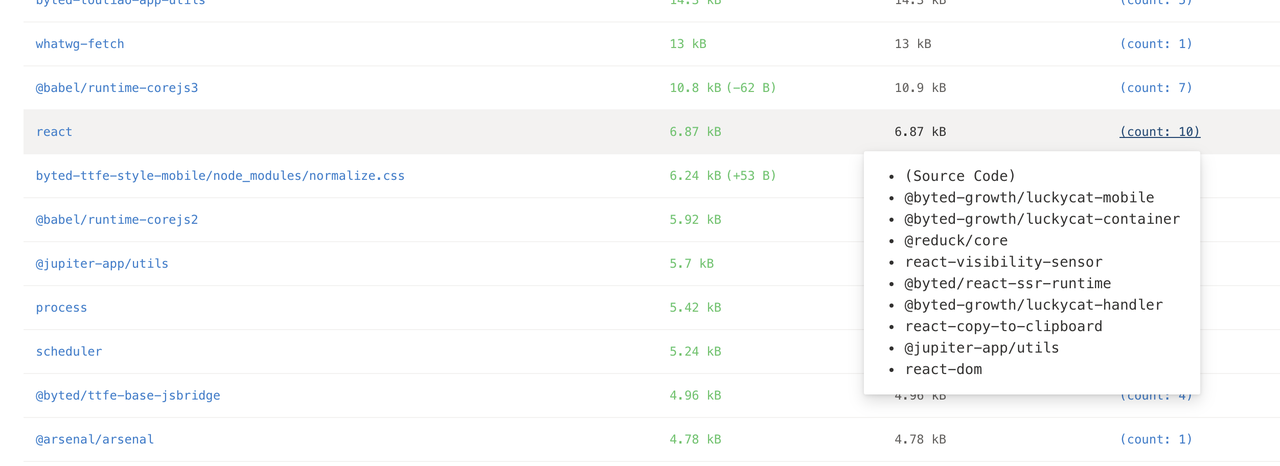 byted-toutiao-app-utils 14.3 kB 14.3 kB (count: 3)
whatwg-fetch 13 kB 13 kB (count: 1)
@babel/runtime-corejs3 10.8 kB (-62 B) 10.9 kB (count: 7)
react 6.87 kB 6.87 kB (count: 10)
byted-ttfe-style-mobile/node_modules/normalize.css 6.24 kB (+53 B)
@babel/runtime-corejs2 5.92 kB
@jupiter-app/utils 5.7 kB
process 5.42 kB
scheduler 5.24 kB
@byted/ttfe-base-jsbridge 4.96 kB 4.96 kB (count: 4)
@arsenal/arsenal 4.78 kB 4.78 kB (count: 1)
• (Source Code)
• @byted-growth/luckycat-mobile
• @byted-growth/luckycat-container
• @reduck/core
• react-visibility-sensor
• @byted/react-ssr-runtime
• @byted-growth/luckycat-handler
• react-copy-to-clipboard
• @jupiter-app/utils
• react-dom